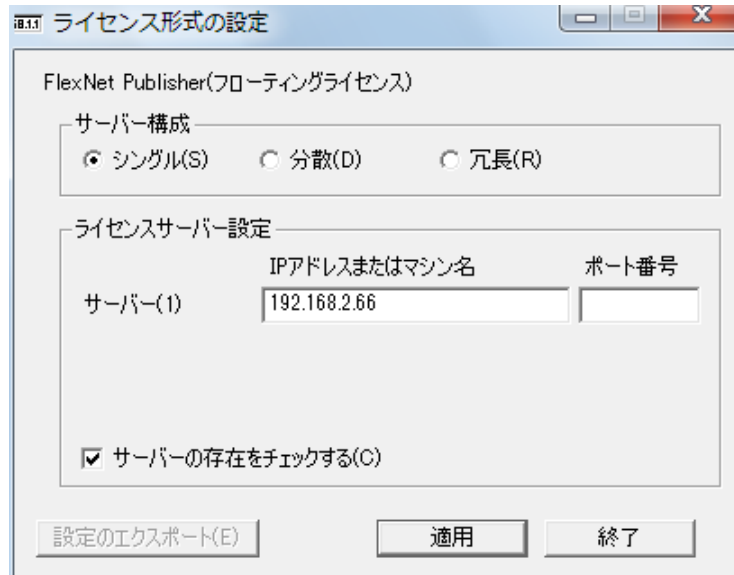 i8.1.1 ライセンス形式の設定
FlexNet Publisher(フローティングライセンス)
サーバー構成
シングル(S) 分散(D) 冗長(R)
ライセンスサーバー設定
IPアドレスまたはマシン名 ポート番号
サーバー(1) 192.168.2.66
サーバーの存在をチェックする(C)
設定のエクスポート(E) 適用 終了